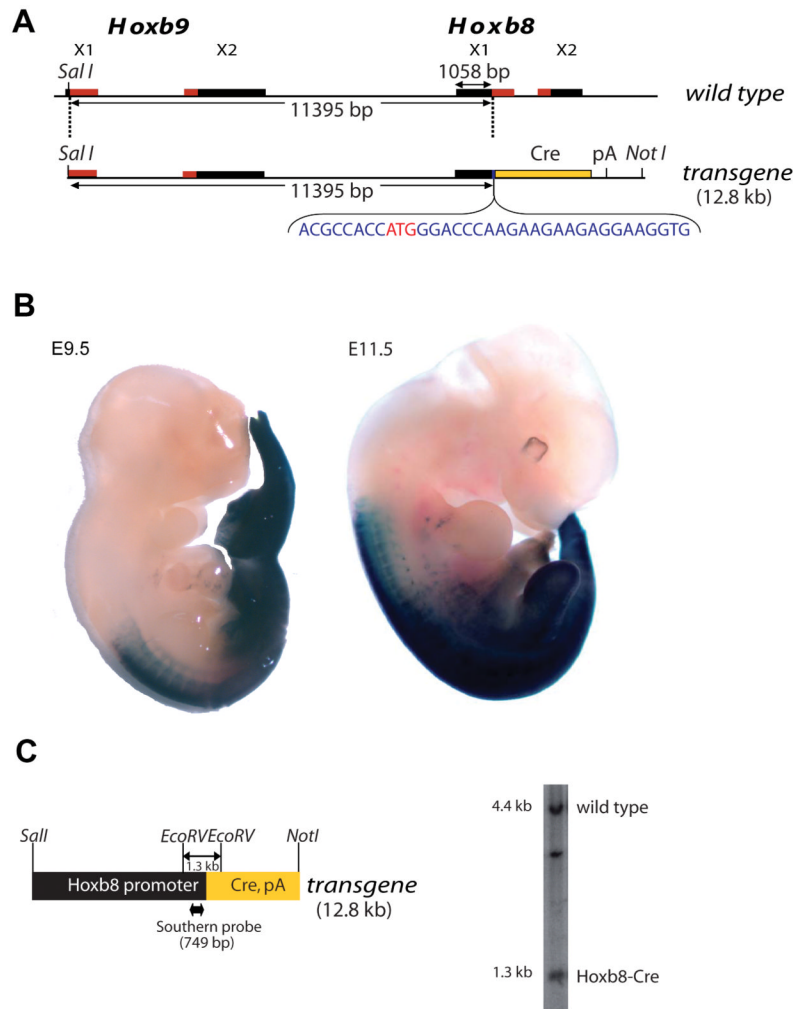 A
Hoxb9 Hoxb8
X1 X2 X1 X2
Sal I 1058 bp
wild type
11395 bp
Sal I Cre pA Not I
transgene
11395 bp
(12.8 kb)
ACGCCACCATGGGACCCAAGAAGAAGAGGAAGGTG
B
E9.5 E11.5
C
4.4 kb wild type
SalI EcoRVEcoRV NotI
1.3 kb
Hoxb8 promoter Cre, pA transgene
(12.8 kb)
Southern probe
(749 bp)
1.3 kb Hoxb8-Cre